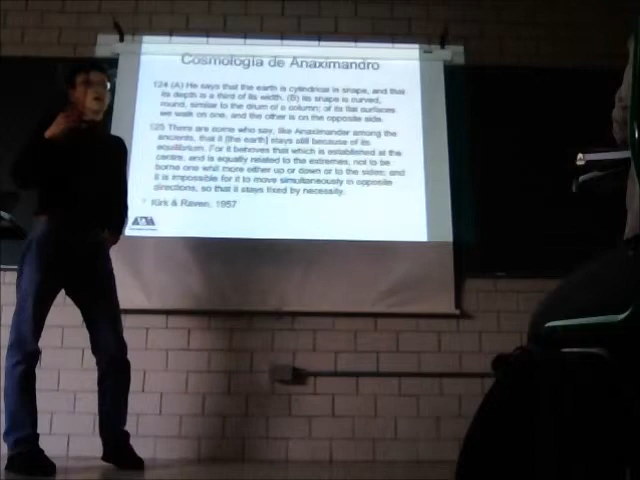 Cosmología de Anaximandro
124 (A) He says that the earth is cylindrical is snape, and that
its depth is a third of its width. (B) Its snape is curved,
round, similar to the drum of a column; of its flat surfaces
we walk on one, and the other is on the opposite side.
125 There are some who say, like Anaximander among the
ancients, that it [the earth] stays still because of its
equilibrium. For it behoves that which is established at the
centre, and is equally related to the extremes, not to be
borne one whit more either up or down or to the sides; and
it is impossible for it to move simultaneously in opposite
directions, so that it stays fixed by necessity.
Kirk & Raven, 1957